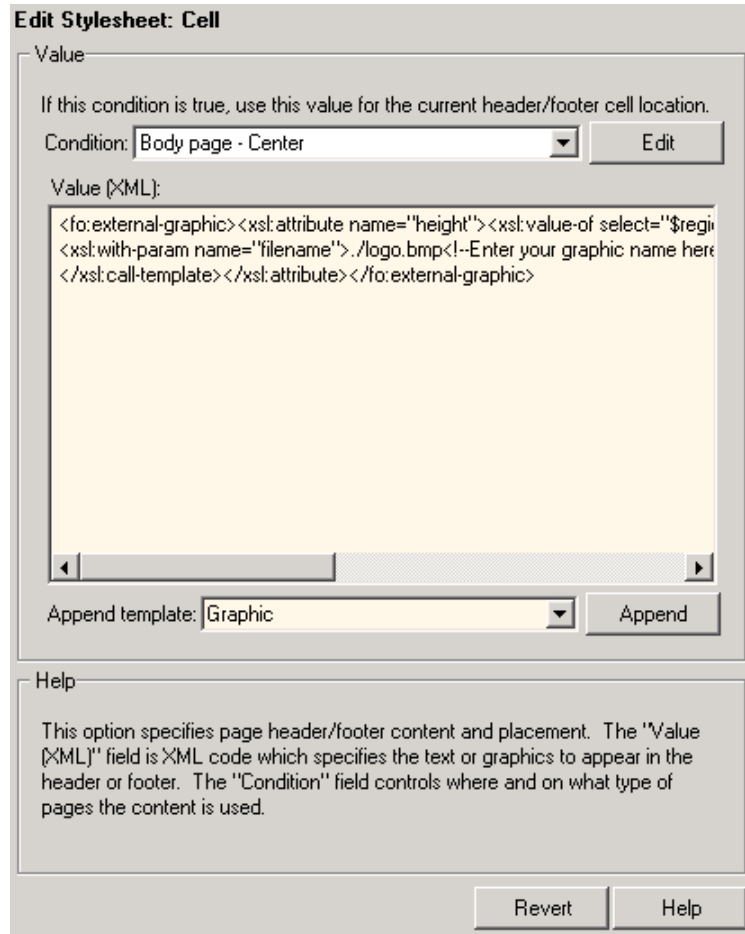 Edit Stylesheet: Cell
Value
If this condition is true, use this value for the current header/footer cell location.
Condition: Body page - Center
Edit
Value (XML):
<fo:external-graphic><xsl:attribute name="height"><xsl:value-of select="$regi
<xsl:with-param name="filename">./logo.bmp<!--Enter your graphic name here
</xsl:call-template></xsl:attribute></fo:external-graphic>
Append template: Graphic
Append
Help
This option specifies page header/footer content and placement.  The "Value
(XML)" field is XML code which specifies the text or graphics to appear in the
header or footer.  The "Condition" field controls where and on what type of
pages the content is used.
Revert
Help